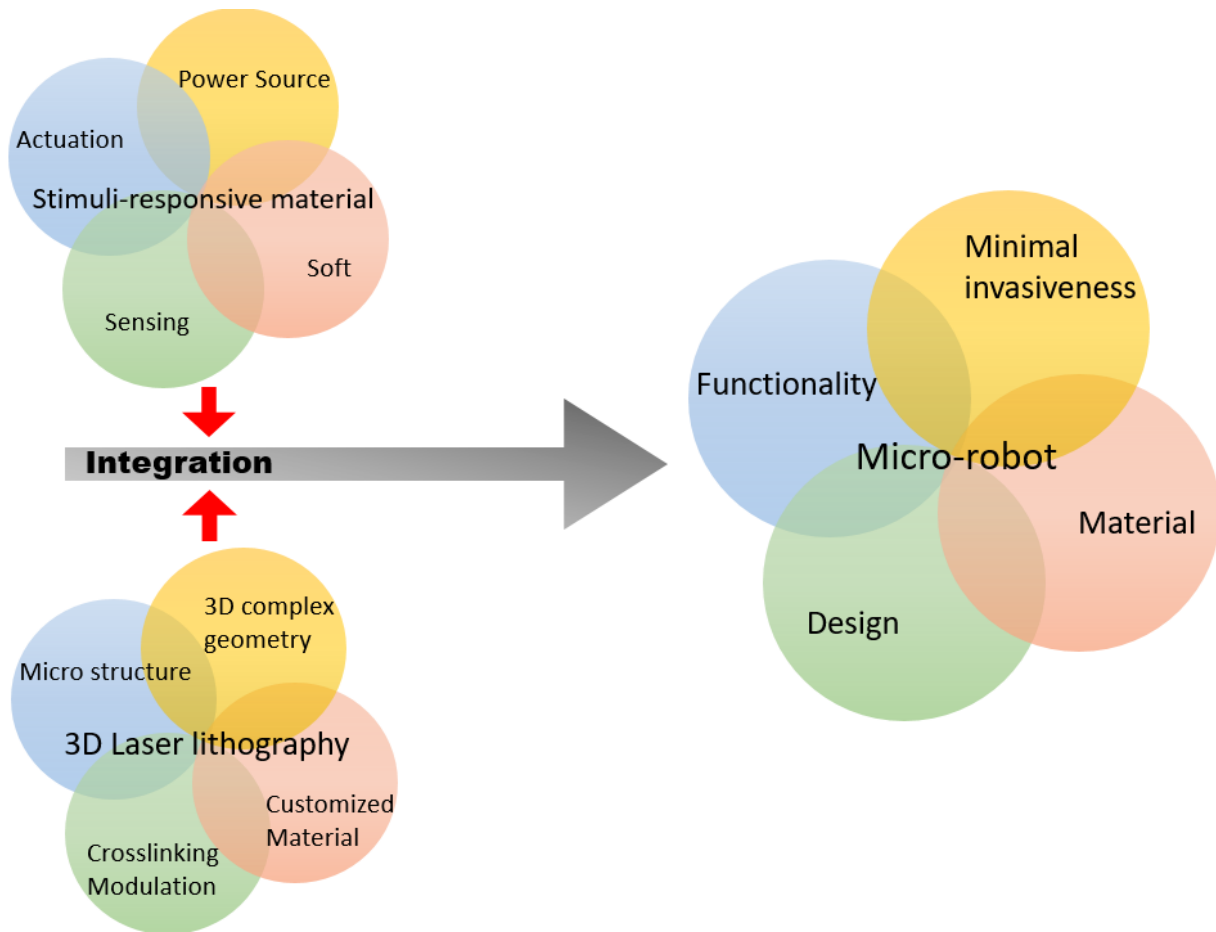 Power Source
Actuation
Stimuli-responsive material
Soft
Sensing
Integration
3D complex
geometry
Micro structure
3D Laser lithography
Customized
Material
Crosslinking
Modulation
Minimal
invasiveness
Functionality
Micro-robot
Material
Design